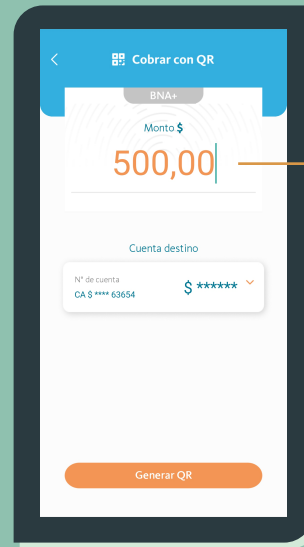 Cobrar con QR
BNA+
Monto $
500,00
Cuenta destino
N° de cuenta
CA $ **** 63654
$ ******
Generar QR